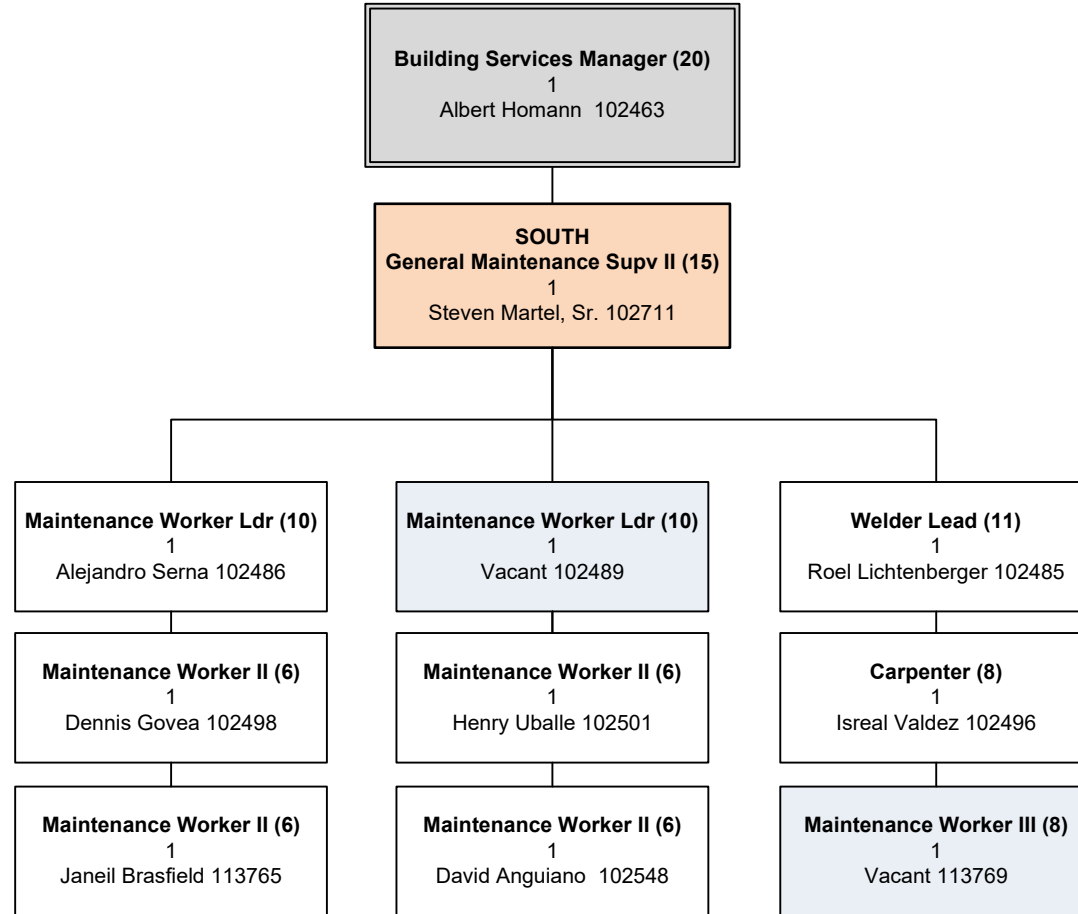 Building Services Manager (20)
1
Albert Homann 102463
SOUTH
General Maintenance Supv II (15)
1
Steven Martel, Sr. 102711
Maintenance Worker Ldr (10)
1
Alejandro Serna 102486
Maintenance Worker Ldr (10)
1
Vacant 102489
Welder Lead (11)
1
Roel Lichtenberger 102485
Maintenance Worker II (6)
1
Dennis Govea 102498
Maintenance Worker II (6)
1
Henry Uballe 102501
Carpenter (8)
1
Isreal Valdez 102496
Maintenance Worker II (6)
1
Janeil Brasfield 113765
Maintenance Worker II (6)
1
David Anguiano 102548
Maintenance Worker III (8)
1
Vacant 113769